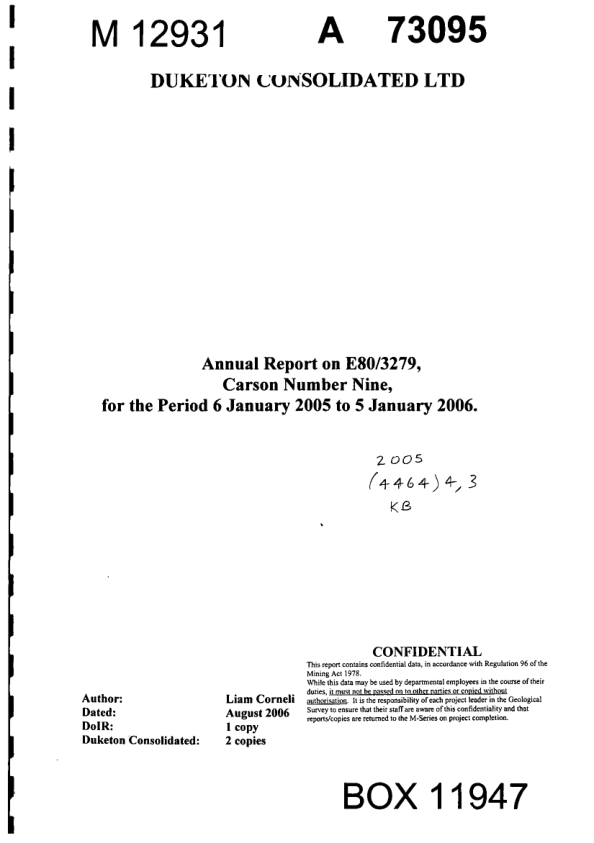 M 12931 A 73095
DUKETON CONSOLIDATED LTD
Annual Report on E80/3279,
Carson Number Nine,
for the Period 6 January 2005 to 5 January 2006.
2005
(4464) 4, 3
KB
CONFIDENTIAL
This report contains confidential data, in accordance with Regulation 96 of the
Mining Act 1978.
While this data may be used by departmental employees in the course of their
duties, it must not be passed on to other parties or copied without
authorisation. It is the responsibility of each project leader in the Geological
Survey to ensure that their staff are aware of this confidentiality and that
reports/copies are returned to the M-Series on project completion.
Author: Liam Corneli
Dated: August 2006
DoIR: 1 copy
Duketon Consolidated: 2 copies
BOX 11947